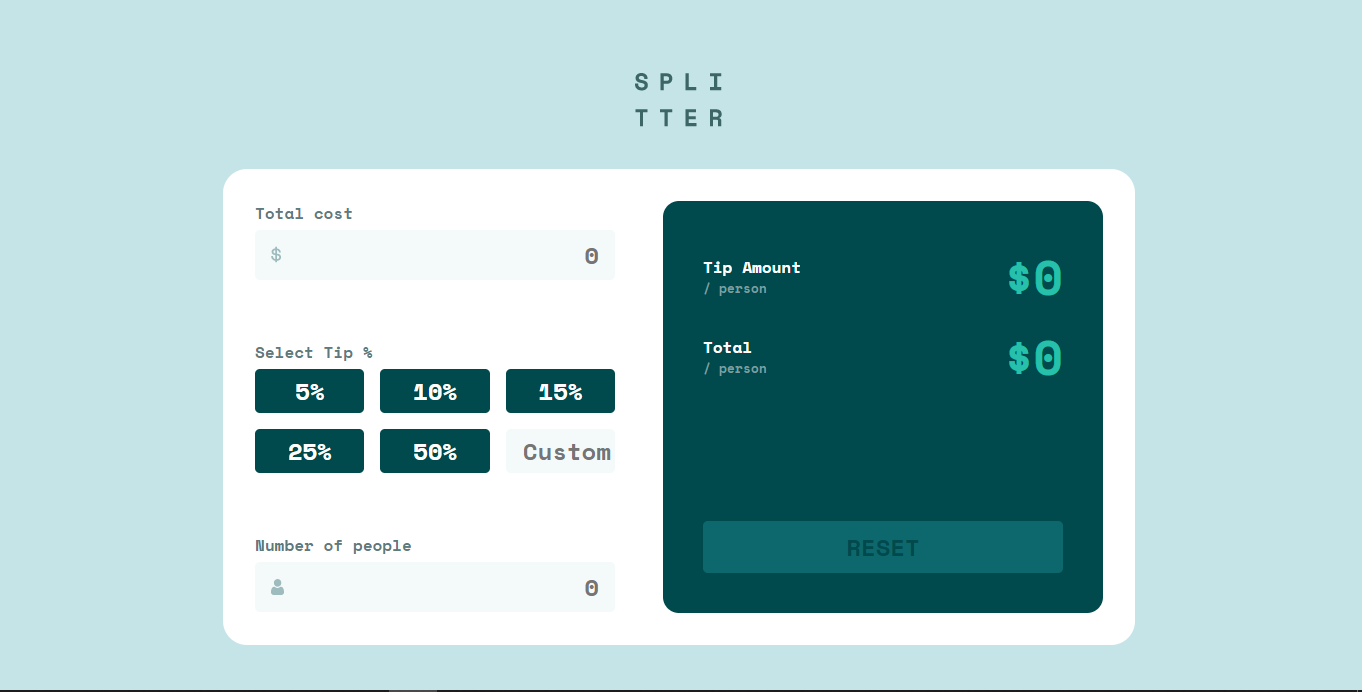 SPLI
TTER
Total cost
$ 0
Select Tip %
5% 10% 15%
25% 50% Custom
Number of people
0
Tip Amount
/ person
$0
Total
/ person
$0
RESET